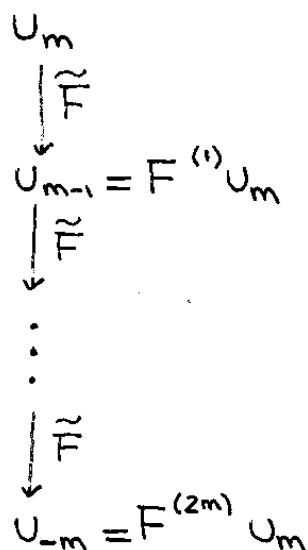 U_m
↓ F̃
U_{m-1} = F^{(1)} U_m
↓ F̃
⋮
↓ F̃
U_{-m} = F^{(2m)} U_m